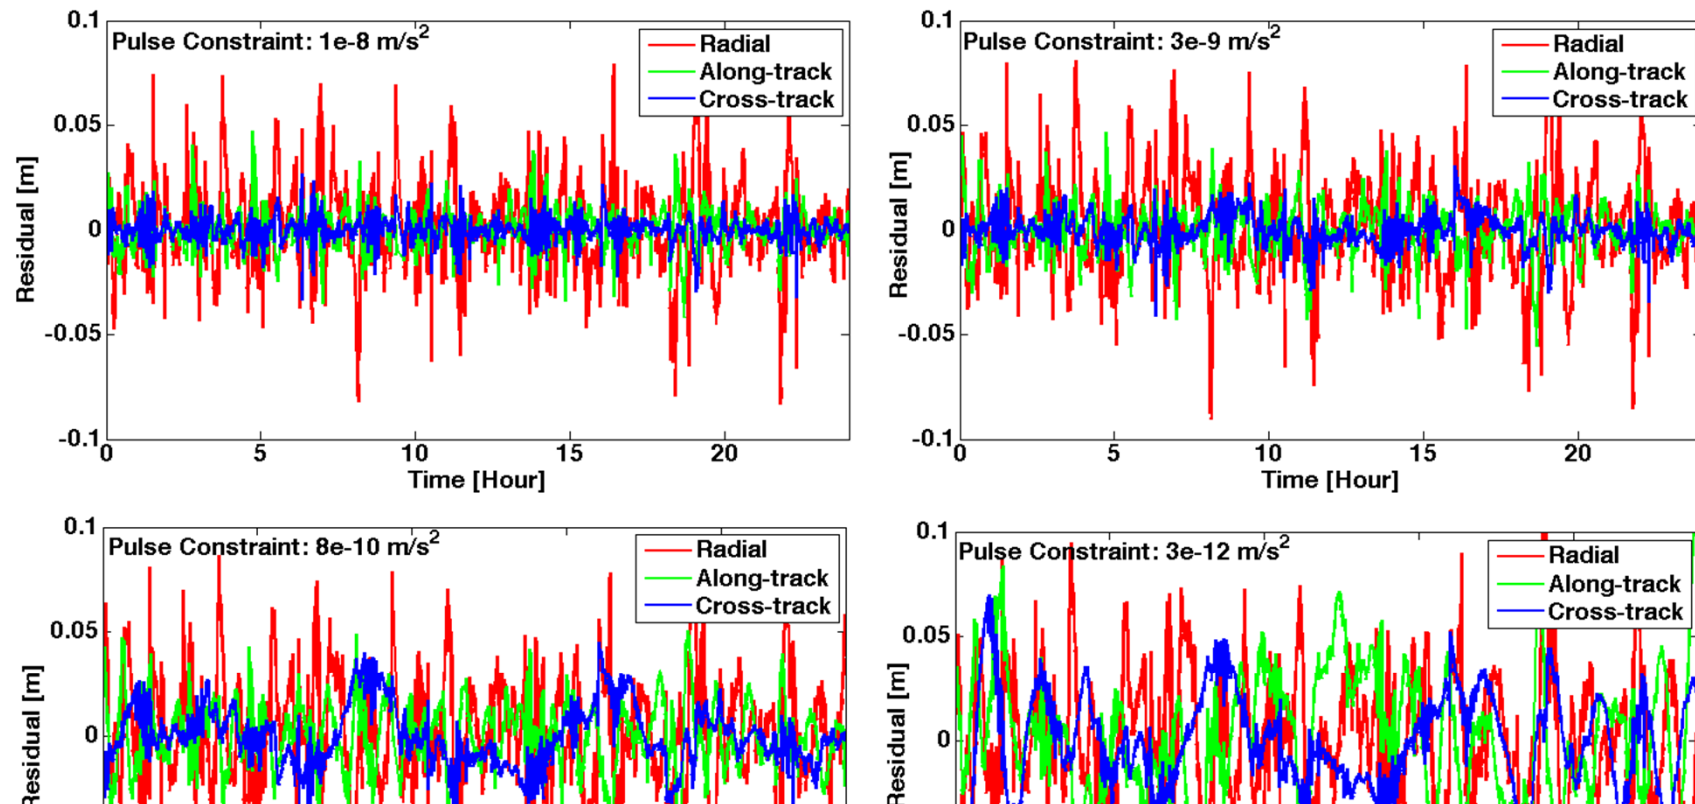 0.1
Pulse Constraint: 1e-8 m/s²
Radial
Along-track
Cross-track
0.05
0
-0.05
-0.1
Residual [m]
0 5 10 15 20
Time [Hour]
0.1
Pulse Constraint: 3e-9 m/s²
Radial
Along-track
Cross-track
0.05
0
-0.05
-0.1
Residual [m]
0 5 10 15 20
Time [Hour]
0.1
Pulse Constraint: 8e-10 m/s²
Radial
Along-track
Cross-track
0.05
0
Residual [m]
0.1
Pulse Constraint: 3e-12 m/s²
Radial
Along-track
Cross-track
0.05
0
Residual [m]